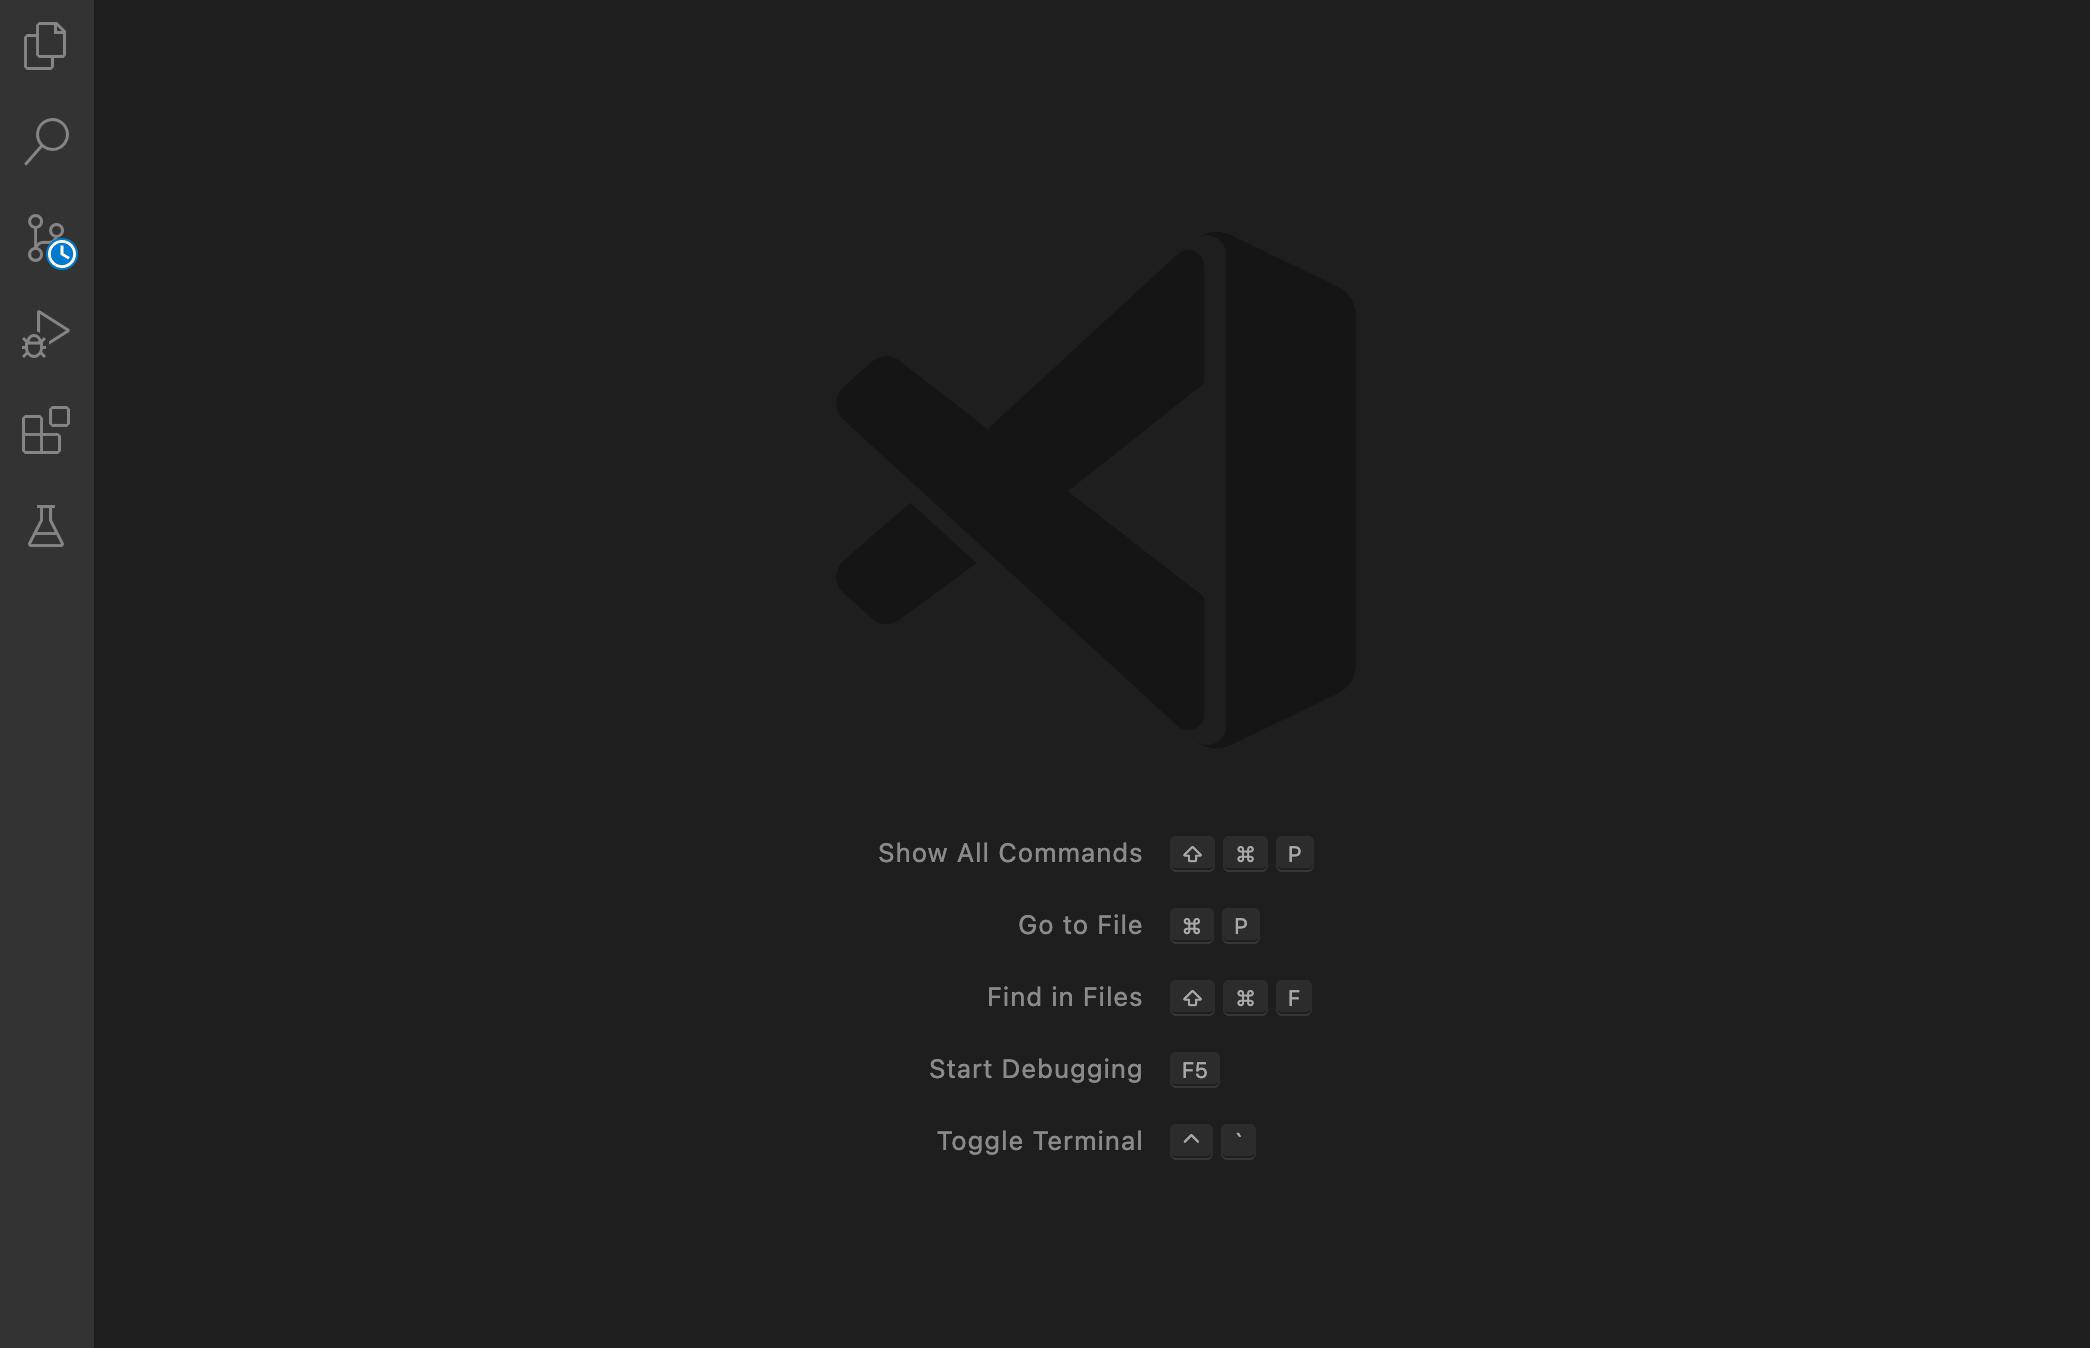 Show All Commands ⇧ ⌘ P
Go to File ⌘ P
Find in Files ⇧ ⌘ F
Start Debugging F5
Toggle Terminal ^ `